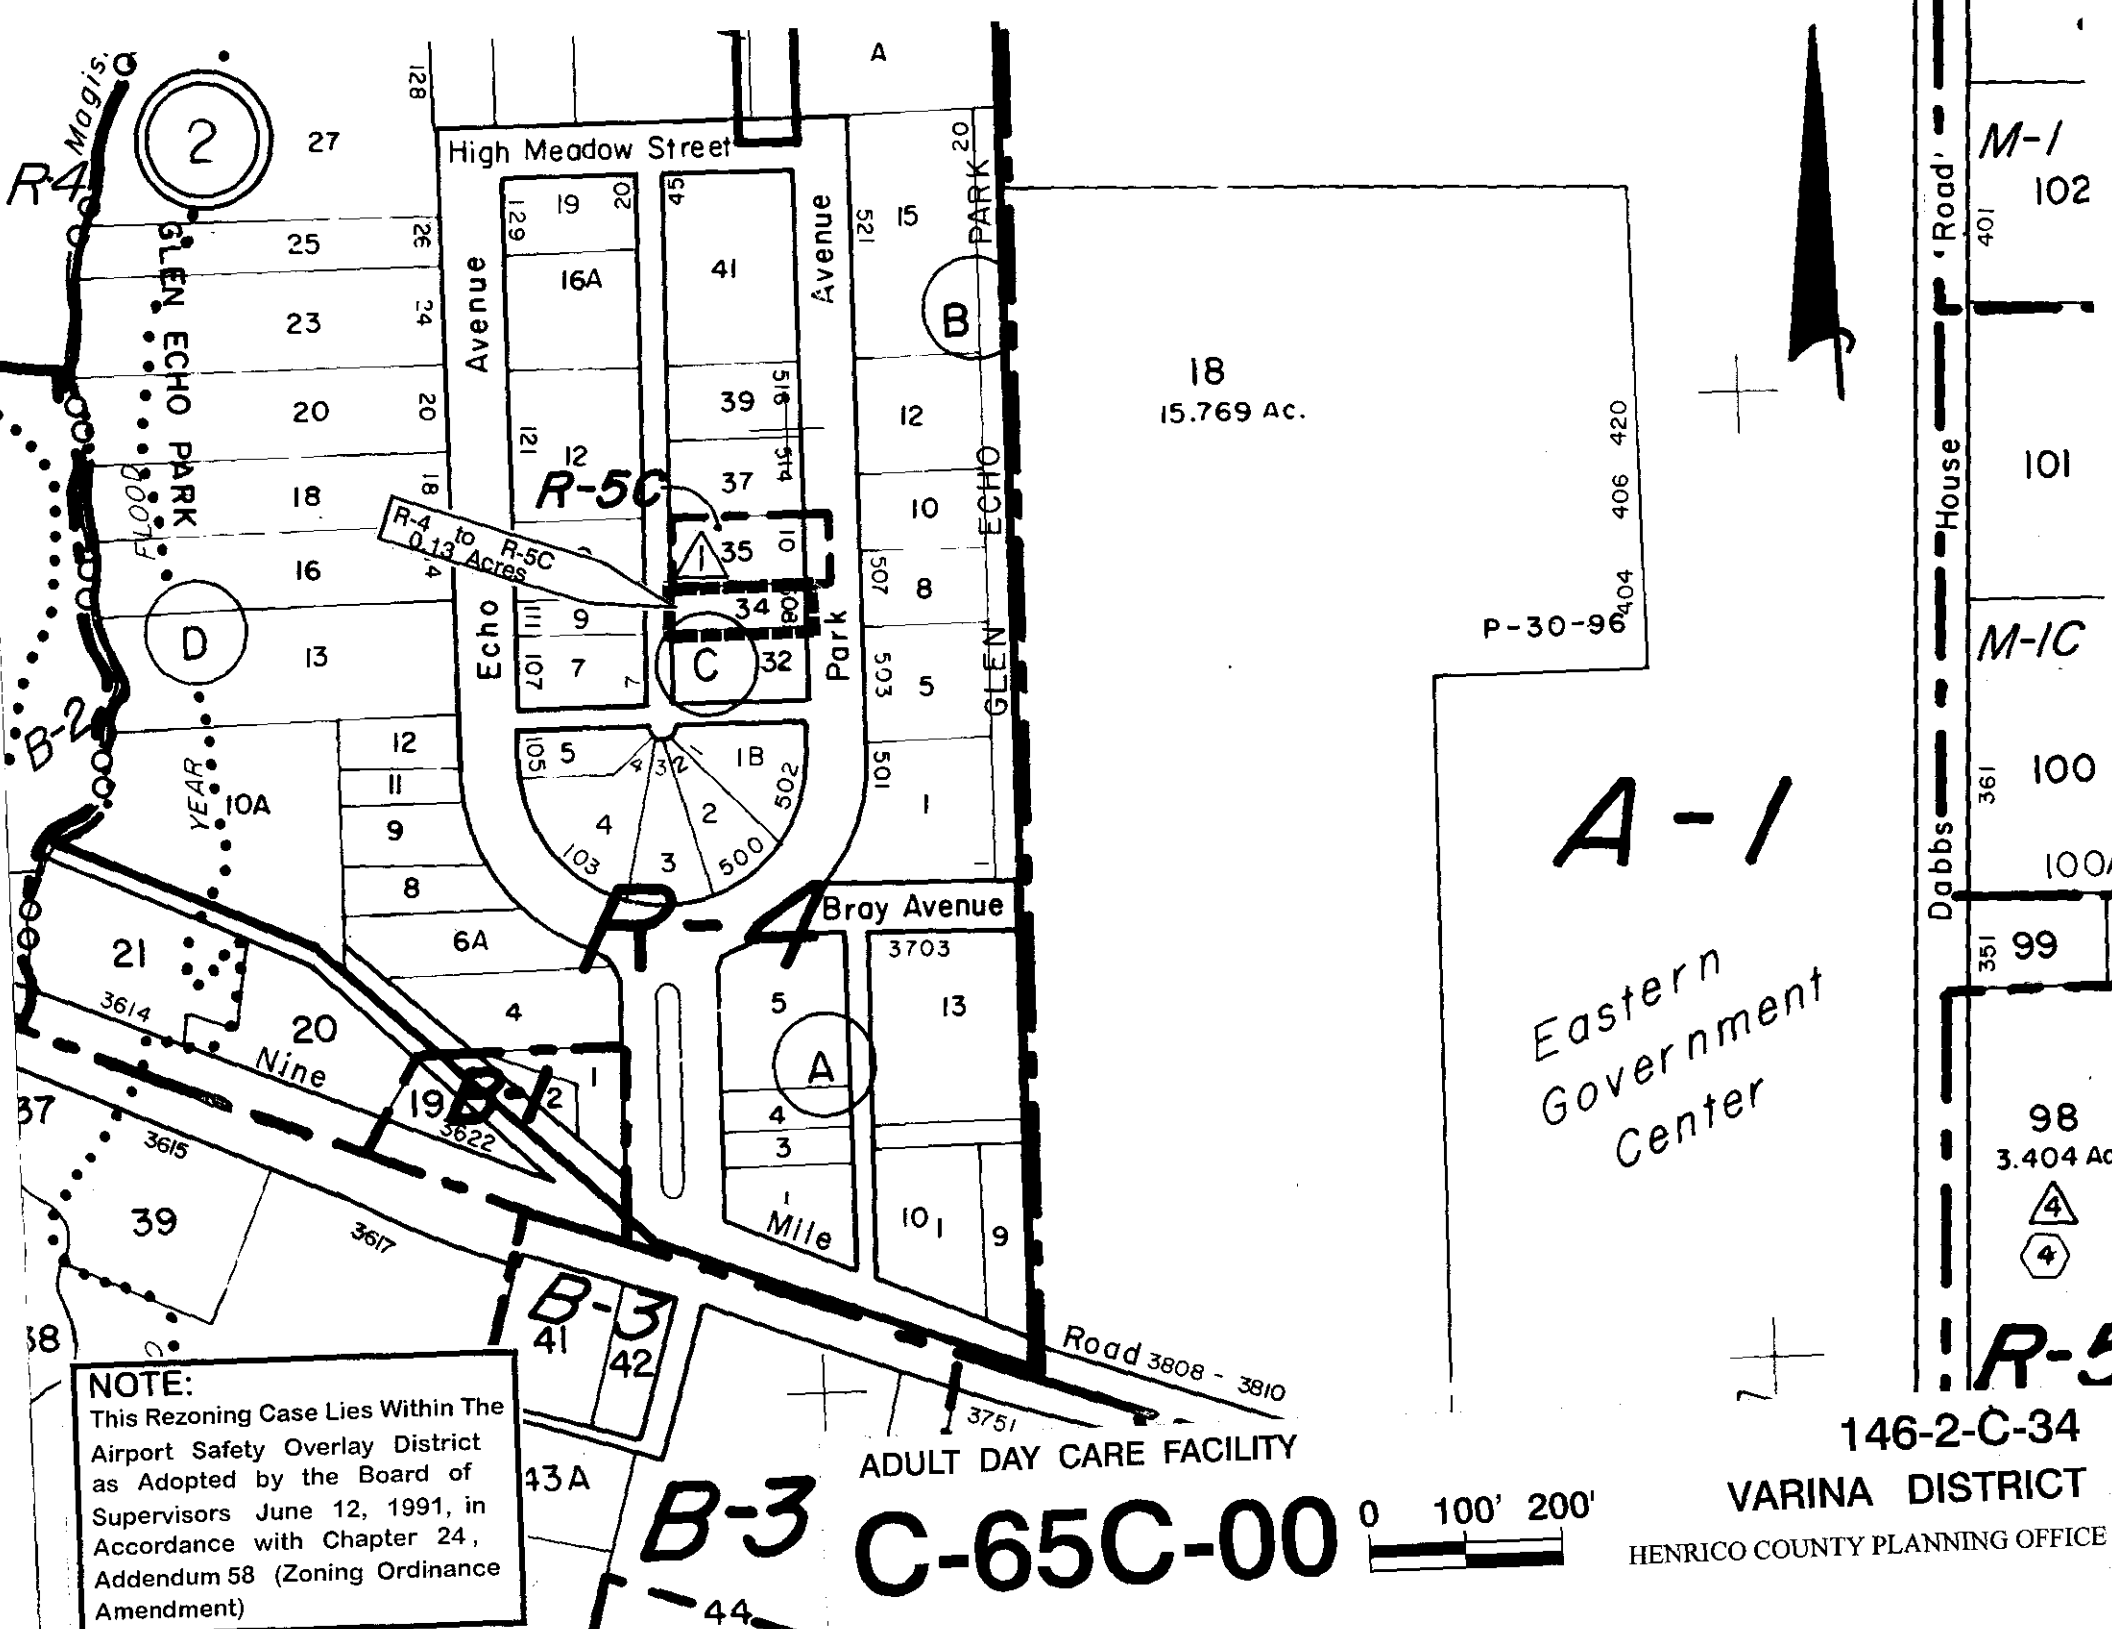 Magis.
2
27
128
A
R-4
High Meadow Street
20
PARK
M-1
102
401
Road
25
26
129
19
20
45
41
Avenue
521
15
B
GLEN ECHO PARK
23
24
Avenue
16A
18
15.769 Ac.
20
20
121
12
39
516
12
420
House
101
FLOOD
18
18
R-5C
37
514
10
ECHO
406
R-4 to R-5C
0.13 Acres
1
35
10
16
507
8
404
D
Echo
111
9
34
508
Park
P-30-96
M-1C
13
107
7
7
C
32
503
5
GLEN
B-2
12
105
5
4
3
2
1
1B
502
501
YEAR
10A
11
9
4
2
1
361
100
A-1
103
3
500
8
Dabbs
100A
R-4
Bray Avenue
6A
3703
351
99
21
3614
4
5
13
Eastern
Government
Center
20
Nine
A
19
B-1
2
1
37
3622
4
3
98
3.404 Ac
3615
4
4
39
3617
1
Mile
10
1
9
38
B-3
41
42
Road
3808 - 3810
R-5
3751
NOTE:
This Rezoning Case Lies Within The
Airport Safety Overlay District
as Adopted by the Board of
Supervisors June 12, 1991, in
Accordance with Chapter 24,
Addendum 58 (Zoning Ordinance
Amendment)
43A
B-3
44
ADULT DAY CARE FACILITY
C-65C-00
0 100' 200'
146-2-C-34
VARINA DISTRICT
HENRICO COUNTY PLANNING OFFICE